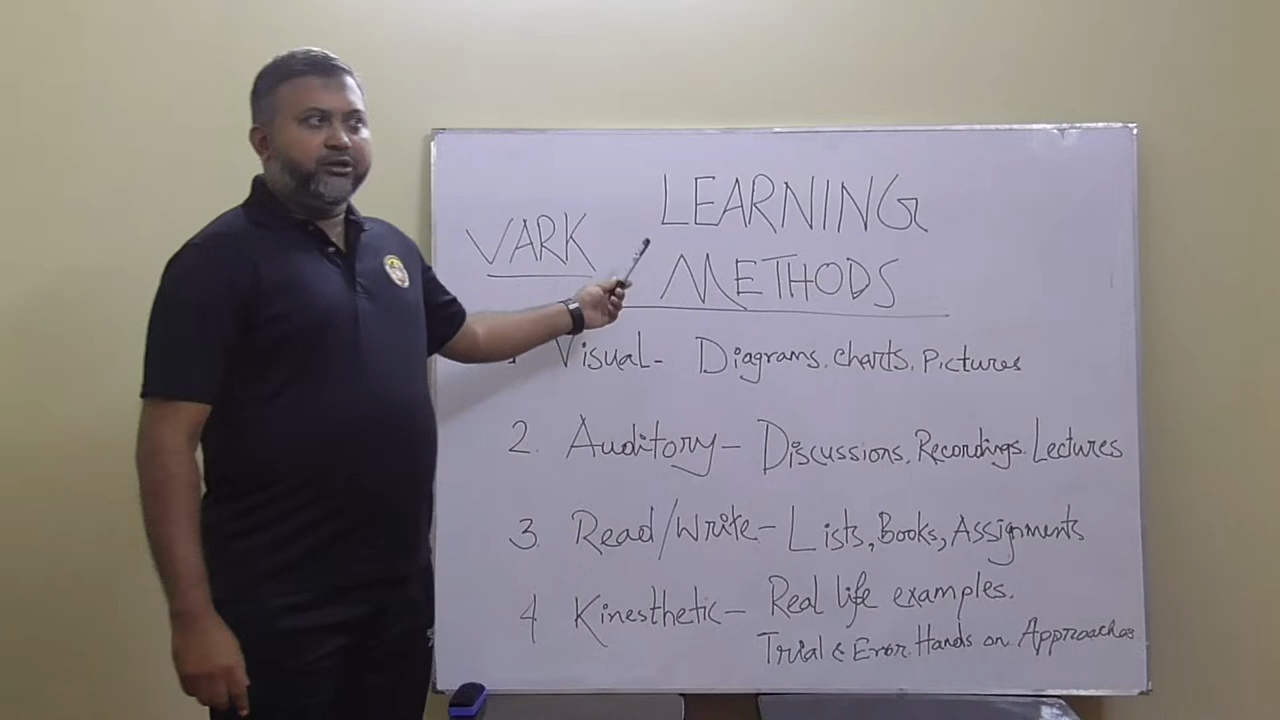 VARK
LEARNING
METHODS
Visual - Diagrams, Charts, Pictures
2. Auditory - Discussions, Recordings. Lectures
3. Read/Write - Lists, Books, Assignments
4 Kinesthetic - Real life examples.
Trial & Error. Hands on Approaches